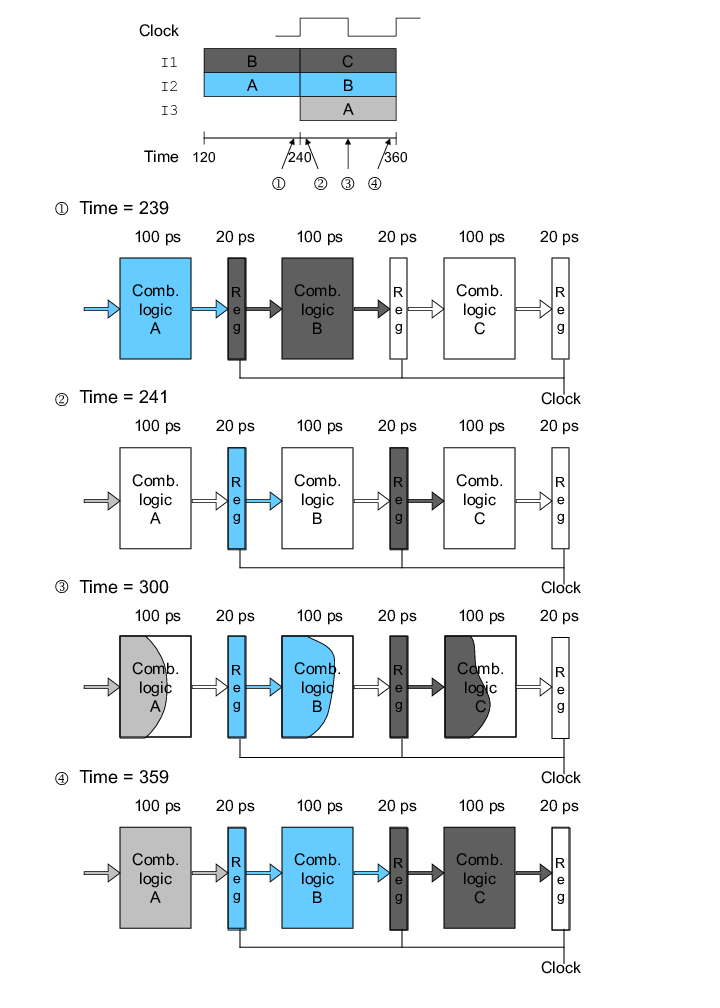 Clock
I1 B C
I2 A B
I3 A
Time 120 240 360
① ② ③ ④
① Time = 239
100 ps 20 ps 100 ps 20 ps 100 ps 20 ps
Comb. logic A Reg Comb. logic B Reg Comb. logic C Reg
Clock
② Time = 241
100 ps 20 ps 100 ps 20 ps 100 ps 20 ps
Comb. logic A Reg Comb. logic B Reg Comb. logic C Reg
Clock
③ Time = 300
100 ps 20 ps 100 ps 20 ps 100 ps 20 ps
Comb. logic A Reg Comb. logic B Reg Comb. logic C Reg
Clock
④ Time = 359
100 ps 20 ps 100 ps 20 ps 100 ps 20 ps
Comb. logic A Reg Comb. logic B Reg Comb. logic C Reg
Clock